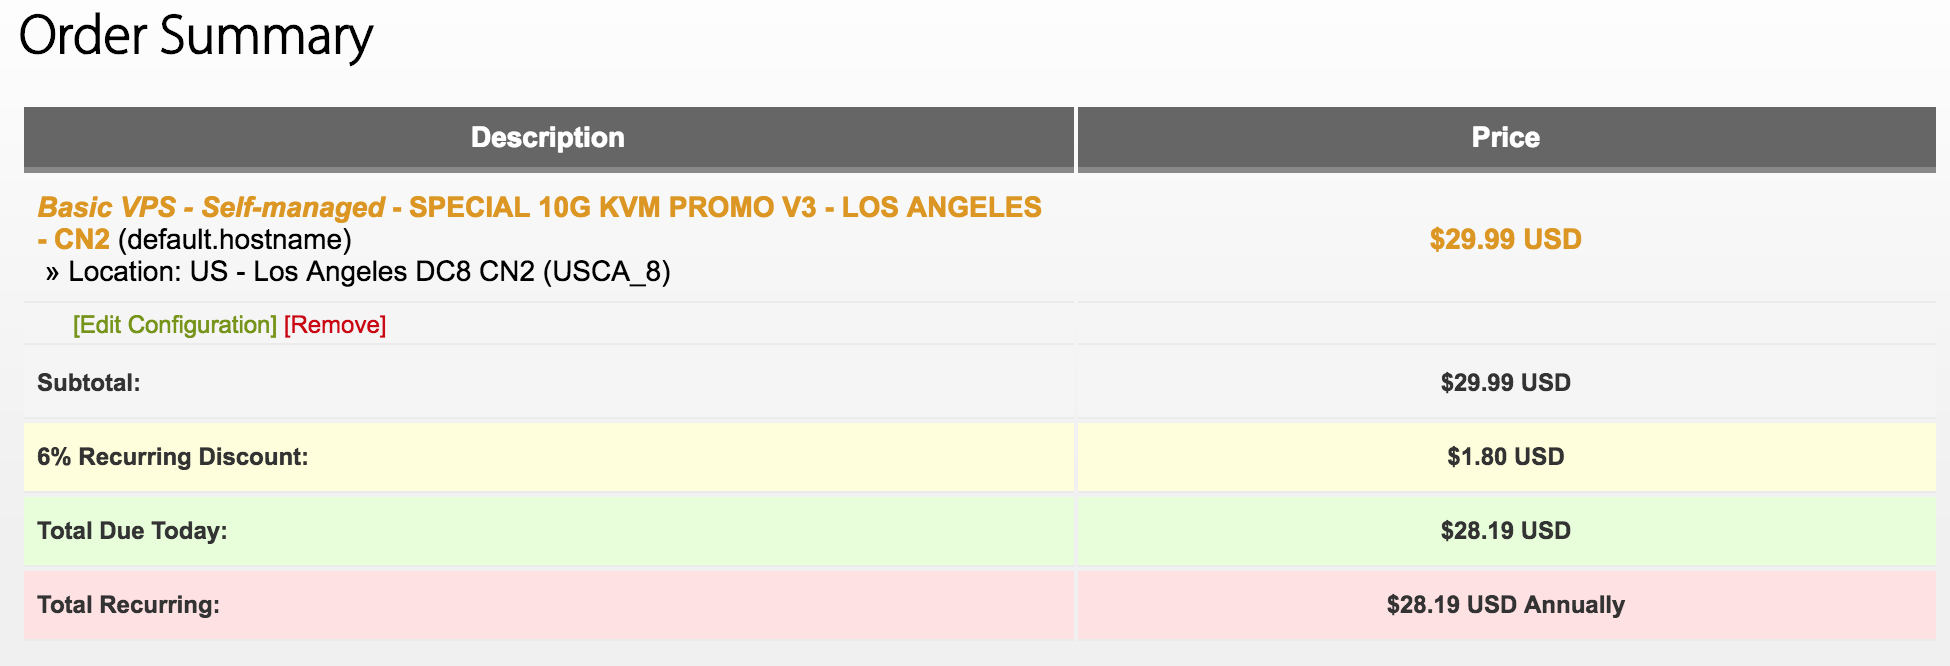 Order Summary
Description
Price
Basic VPS - Self-managed - SPECIAL 10G KVM PROMO V3 - LOS ANGELES
- CN2 (default.hostname)
» Location: US - Los Angeles DC8 CN2 (USCA_8)
$29.99 USD
[Edit Configuration] [Remove]
Subtotal:
$29.99 USD
6% Recurring Discount:
$1.80 USD
Total Due Today:
$28.19 USD
Total Recurring:
$28.19 USD Annually